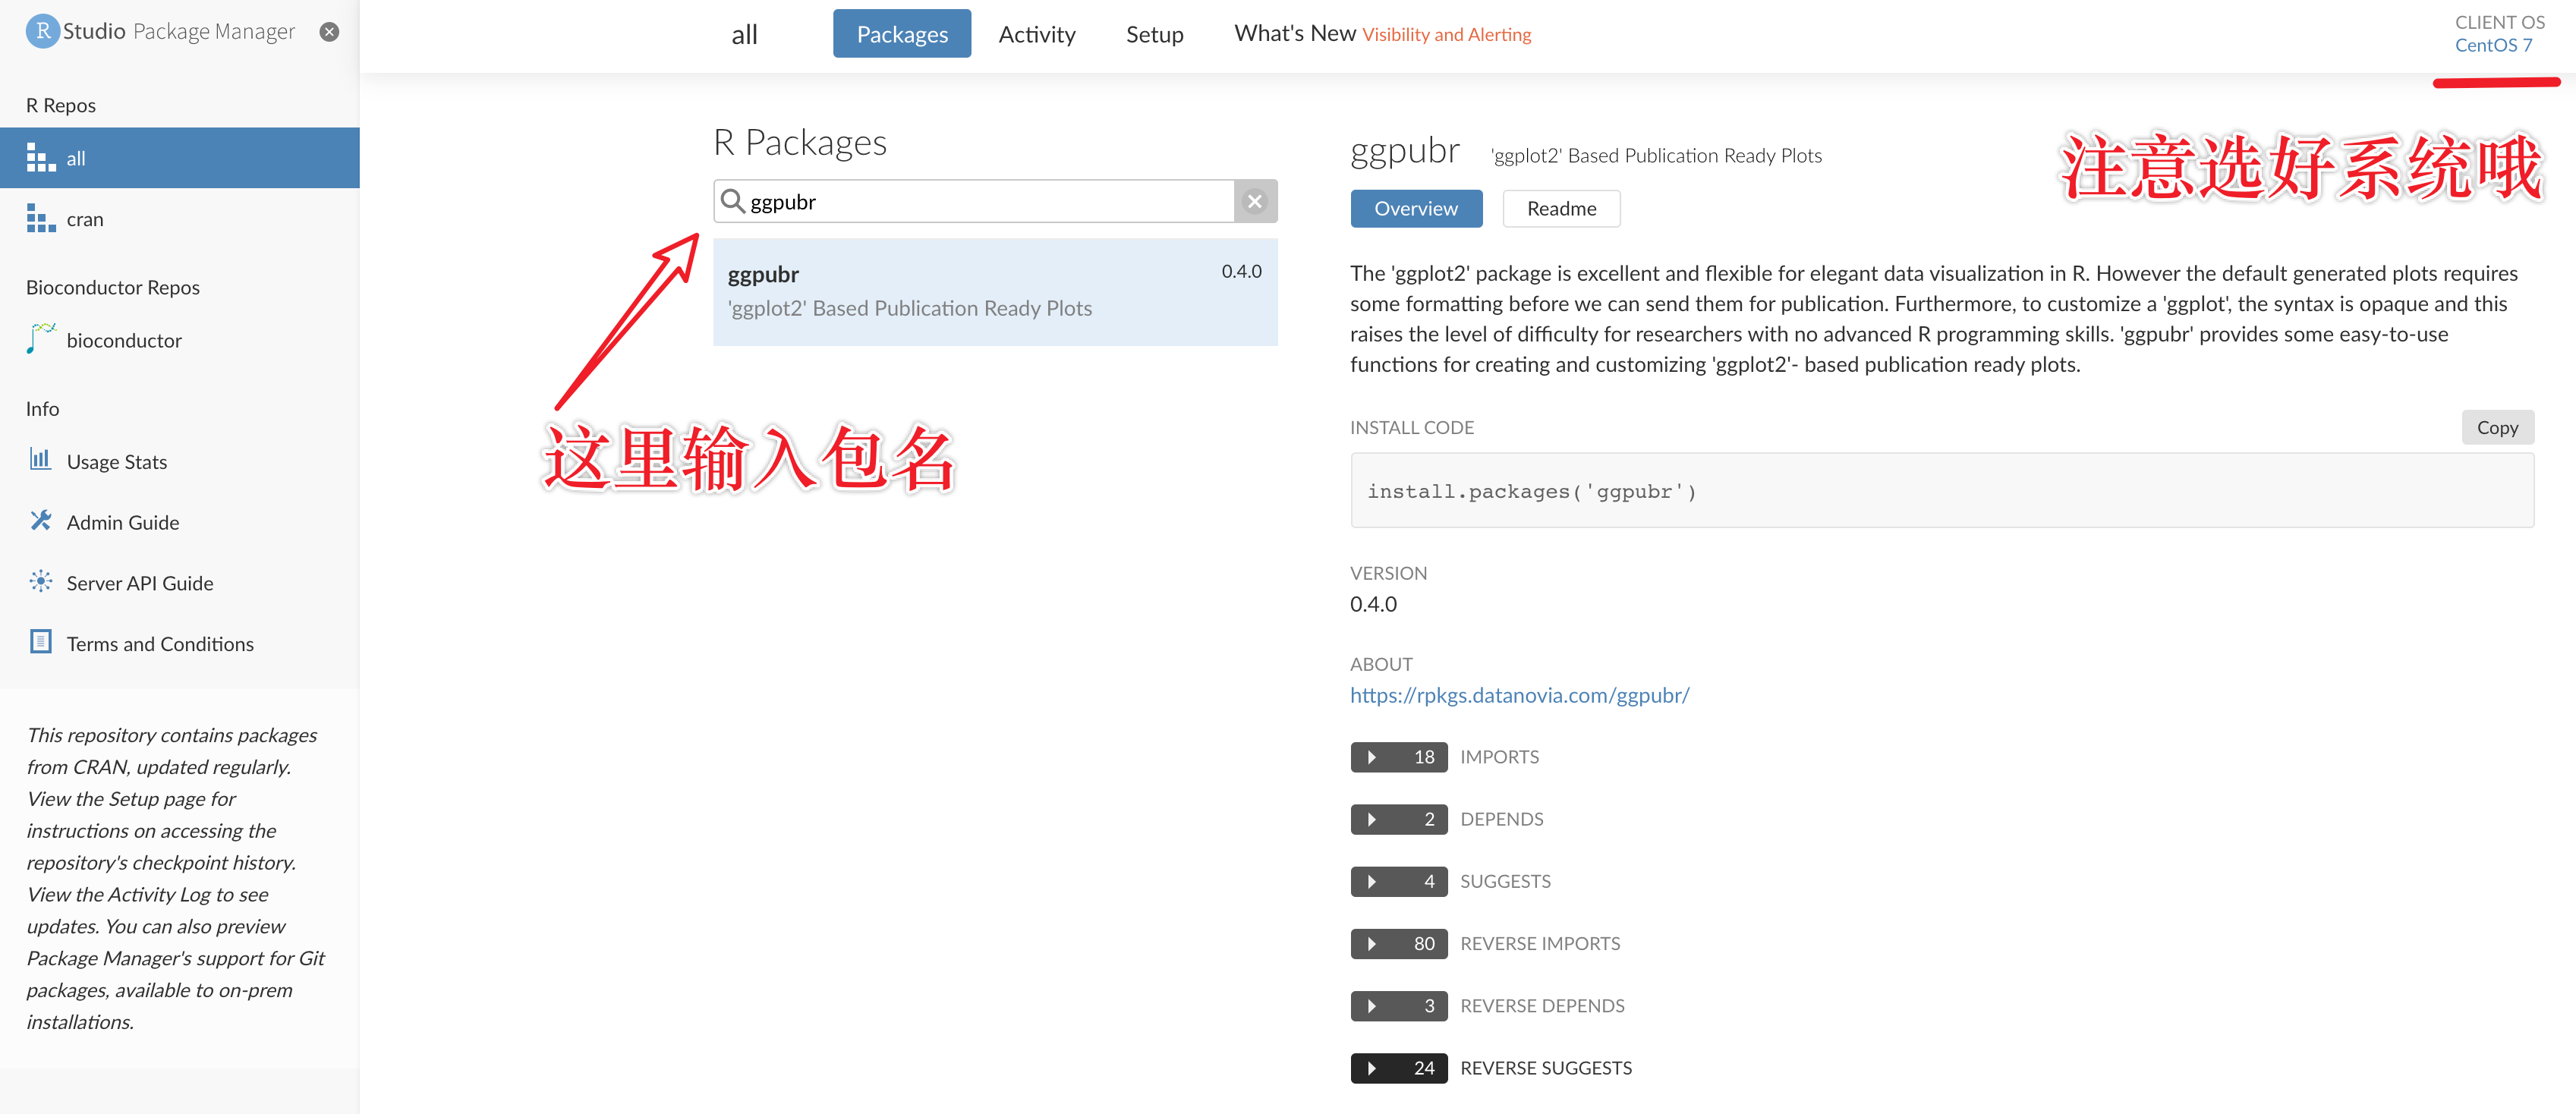 RStudio Package Manager
R Repos
all
cran
Bioconductor Repos
bioconductor
Info
Usage Stats
Admin Guide
Server API Guide
Terms and Conditions
This repository contains packages
from CRAN, updated regularly.
View the Setup page for
instructions on accessing the
repository's checkpoint history.
View the Activity Log to see
updates. You can also preview
Package Manager's support for Git
packages, available to on-prem
installations.
all
Packages
Activity
Setup
What's New Visibility and Alerting
CLIENT OS
CentOS 7
注意选好系统哦
R Packages
ggpubr
ggpubr 0.4.0
'ggplot2' Based Publication Ready Plots
这里输入包名
ggpubr 'ggplot2' Based Publication Ready Plots
Overview
Readme
The 'ggplot2' package is excellent and flexible for elegant data visualization in R. However the default generated plots requires
some formatting before we can send them for publication. Furthermore, to customize a 'ggplot', the syntax is opaque and this
raises the level of difficulty for researchers with no advanced R programming skills. 'ggpubr' provides some easy-to-use
functions for creating and customizing 'ggplot2'- based publication ready plots.
INSTALL CODE
Copy
install.packages('ggpubr')
VERSION
0.4.0
ABOUT
https://rpkgs.datanovia.com/ggpubr/
18 IMPORTS
2 DEPENDS
4 SUGGESTS
80 REVERSE IMPORTS
3 REVERSE DEPENDS
24 REVERSE SUGGESTS